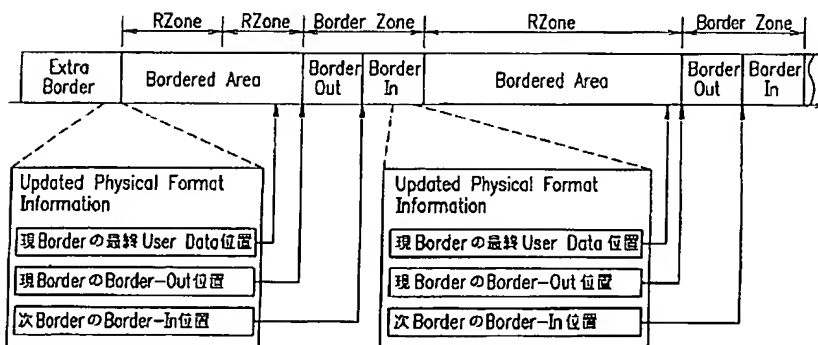 RZone RZone Border Zone RZone Border Zone
Extra Border
Bordered Area
Border Out
Border In
Bordered Area
Border Out
Border In
Updated Physical Format
Information
現Borderの最終User Data位置
現BorderのBorder-Out位置
次BorderのBorder-In位置
Updated Physical Format
Information
現Borderの最終User Data位置
現BorderのBorder-Out位置
次BorderのBorder-In位置